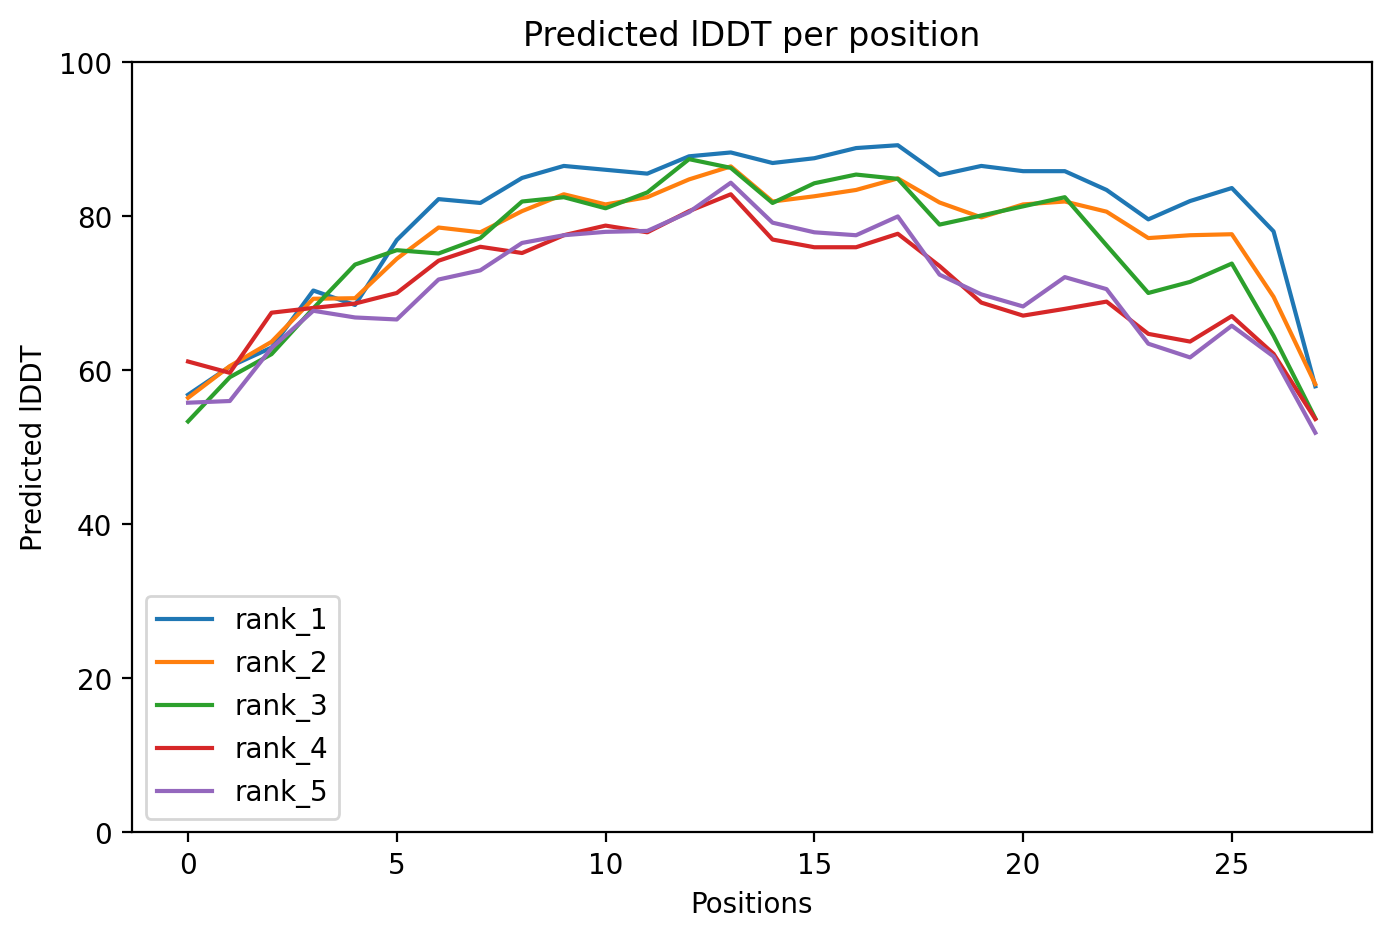 Predicted lDDT per position
100
80
60
40
20
0
Predicted lDDT
rank_1
rank_2
rank_3
rank_4
rank_5
0 5 10 15 20 25
Positions